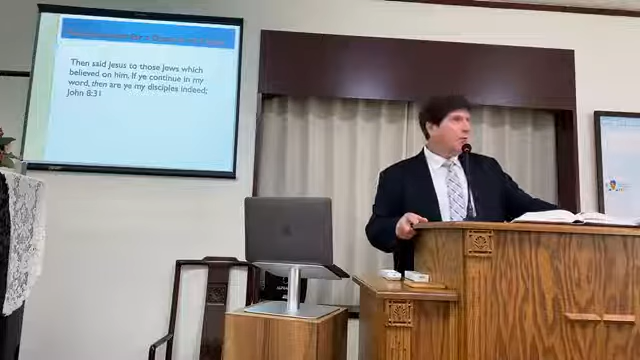 Then said Jesus to those Jews which
believed on him, If ye continue in my
word, then are ye my disciples indeed;
John 8:31